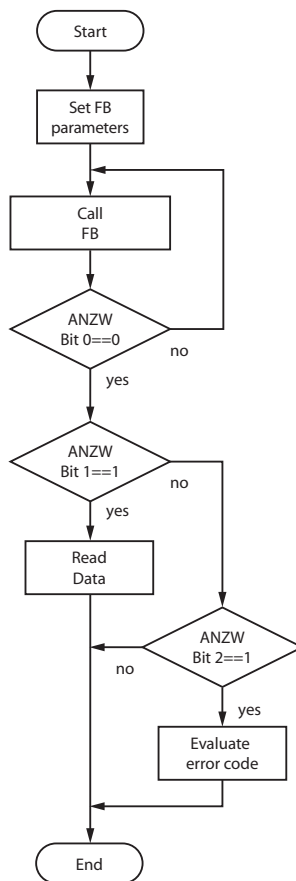 Start
Set FB
parameters
Call
FB
ANZW
Bit 0==0
no
yes
ANZW
Bit 1==1
no
yes
Read
Data
ANZW
Bit 2==1
no
yes
Evaluate
error code
End